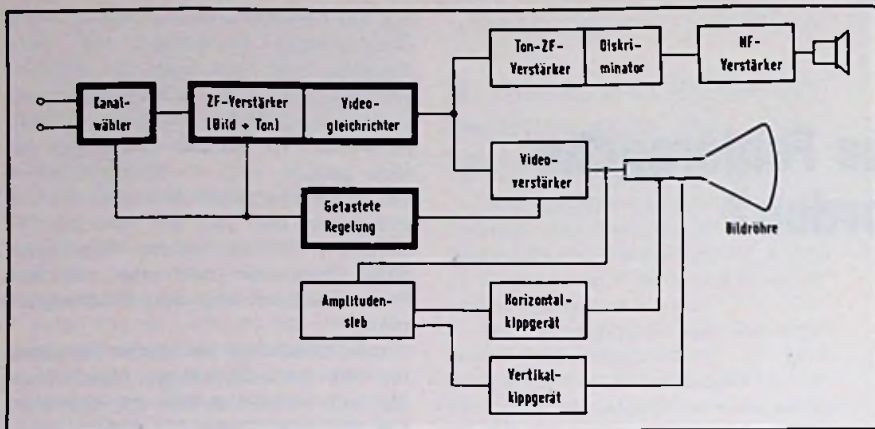 Kanal-
wähler
ZF-Verstärker
(Bild + Ton)
Video-
gleichrichter
Ton-ZF-
Verstärker
Diskri-
minator
NF-
Verstärker
Video-
verstärker
Bildröhre
Getastete
Regelung
Amplituden-
sieb
Horizontal-
kippgerät
Vertikal-
kippgerät